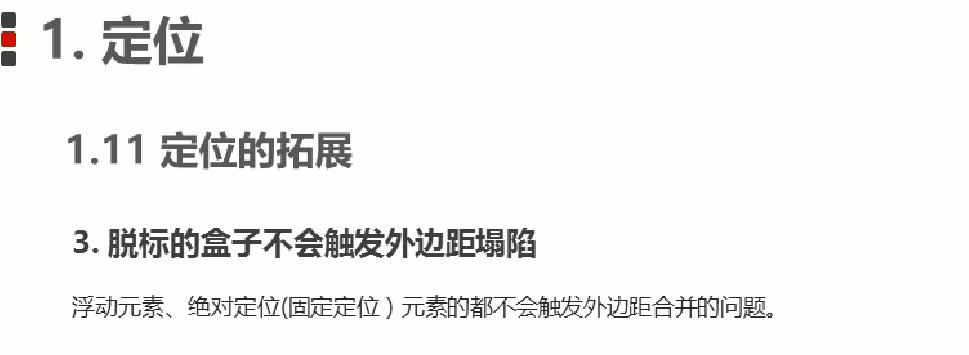 1. 定位
1.11 定位的拓展
3. 脱标的盒子不会触发外边距塌陷
浮动元素、绝对定位(固定定位）元素的都不会触发外边距合并的问题。